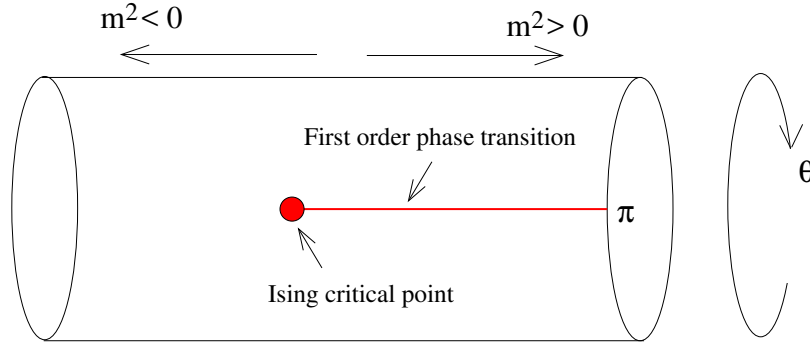 m² < 0
m² > 0
First order phase transition
θ
π
Ising critical point